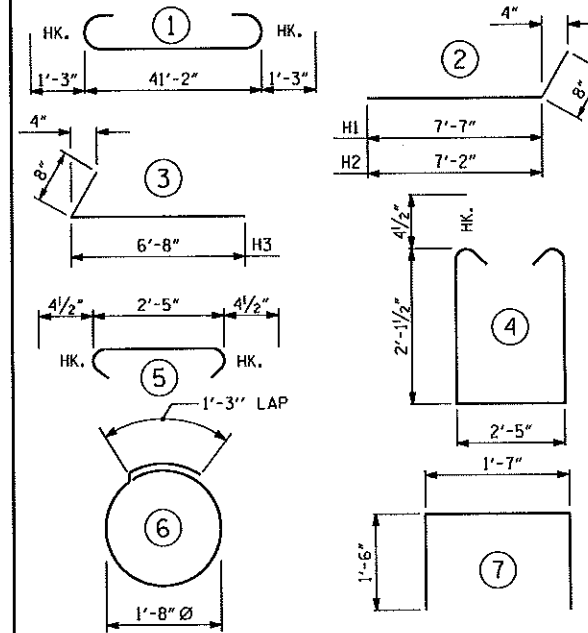 HK. 1 HK.
1'-3" 41'-2" 1'-3"
4"
2
8"
H1 7'-7"
H2 7'-2"
4"
8"
3
6'-8" H3
4½" HK.
2'-1½"
4
2'-5"
4½" 2'-5" 4½"
HK. 5 HK.
1'-3'' LAP
6
1'-8" Ø
1'-7"
1'-6"
7